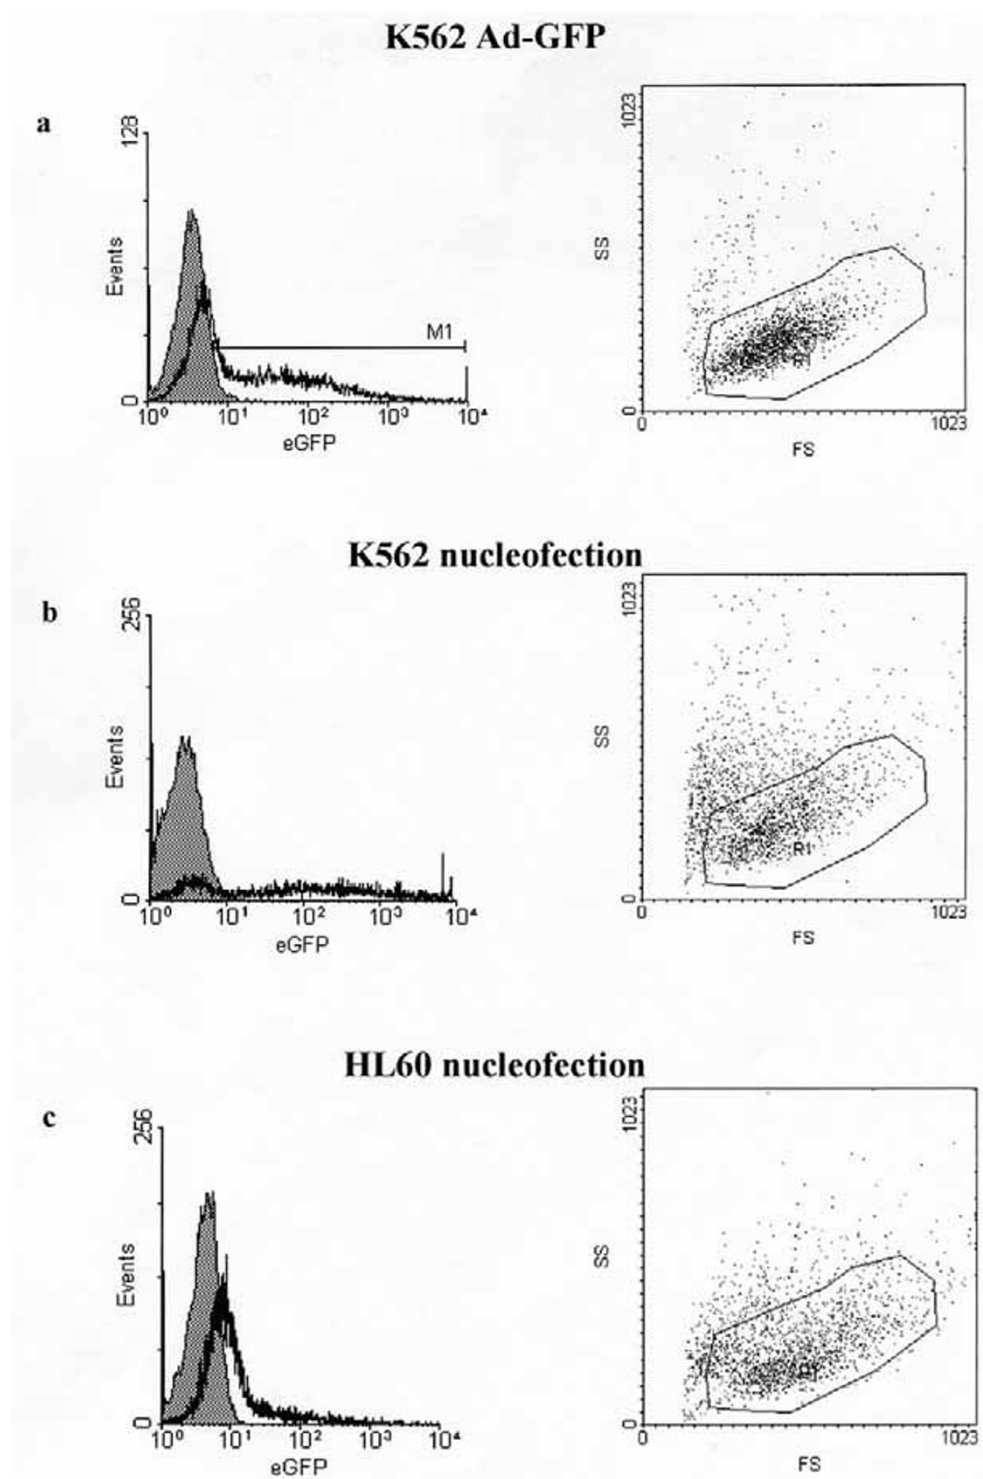 K562 Ad-GFP
a
128
Events
0
M1
10⁰ 10¹ 10² 10³ 10⁴
eGFP
1023
SS
0
R1
0 1023
FS
K562 nucleofection
b
256
Events
0
10⁰ 10¹ 10² 10³ 10⁴
eGFP
1023
SS
0
R1
0 1023
FS
HL60 nucleofection
c
256
Events
0
10⁰ 10¹ 10² 10³ 10⁴
eGFP
1023
SS
0
0 1023
FS